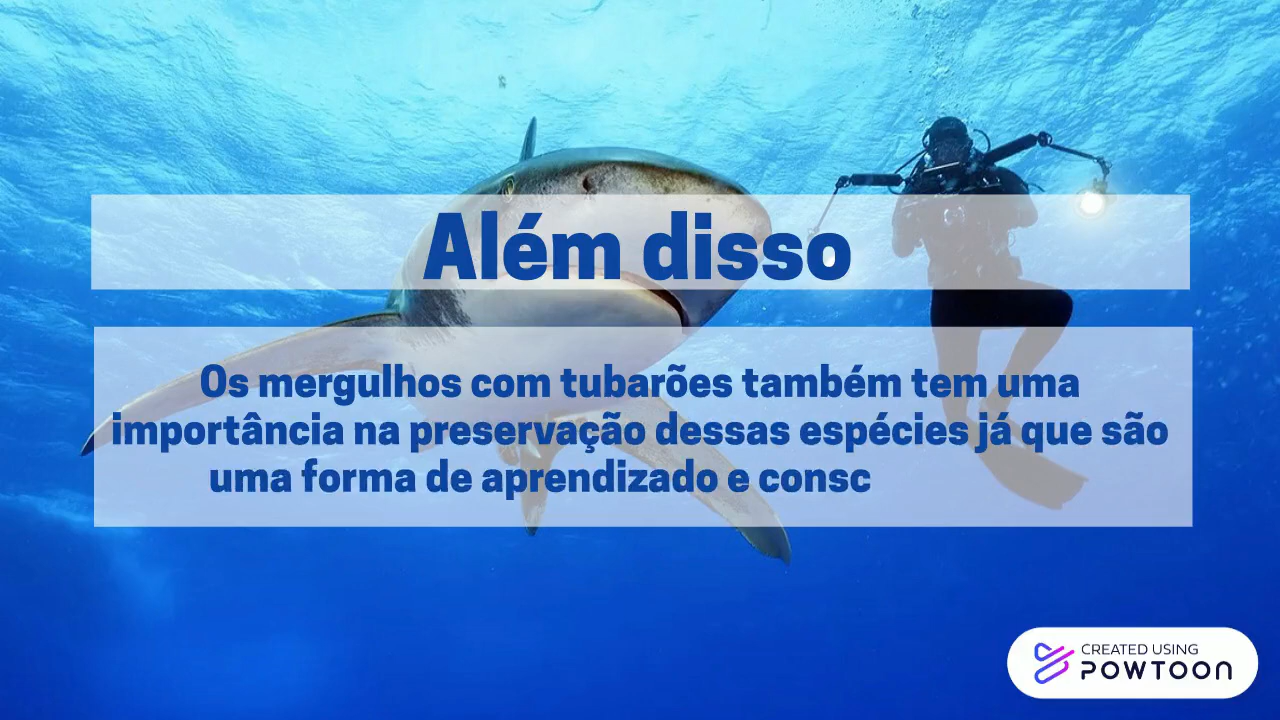 Além disso
Os mergulhos com tubarões também tem uma
importância na preservação dessas espécies já que são
uma forma de aprendizado e consc
CREATED USING
POWTOON